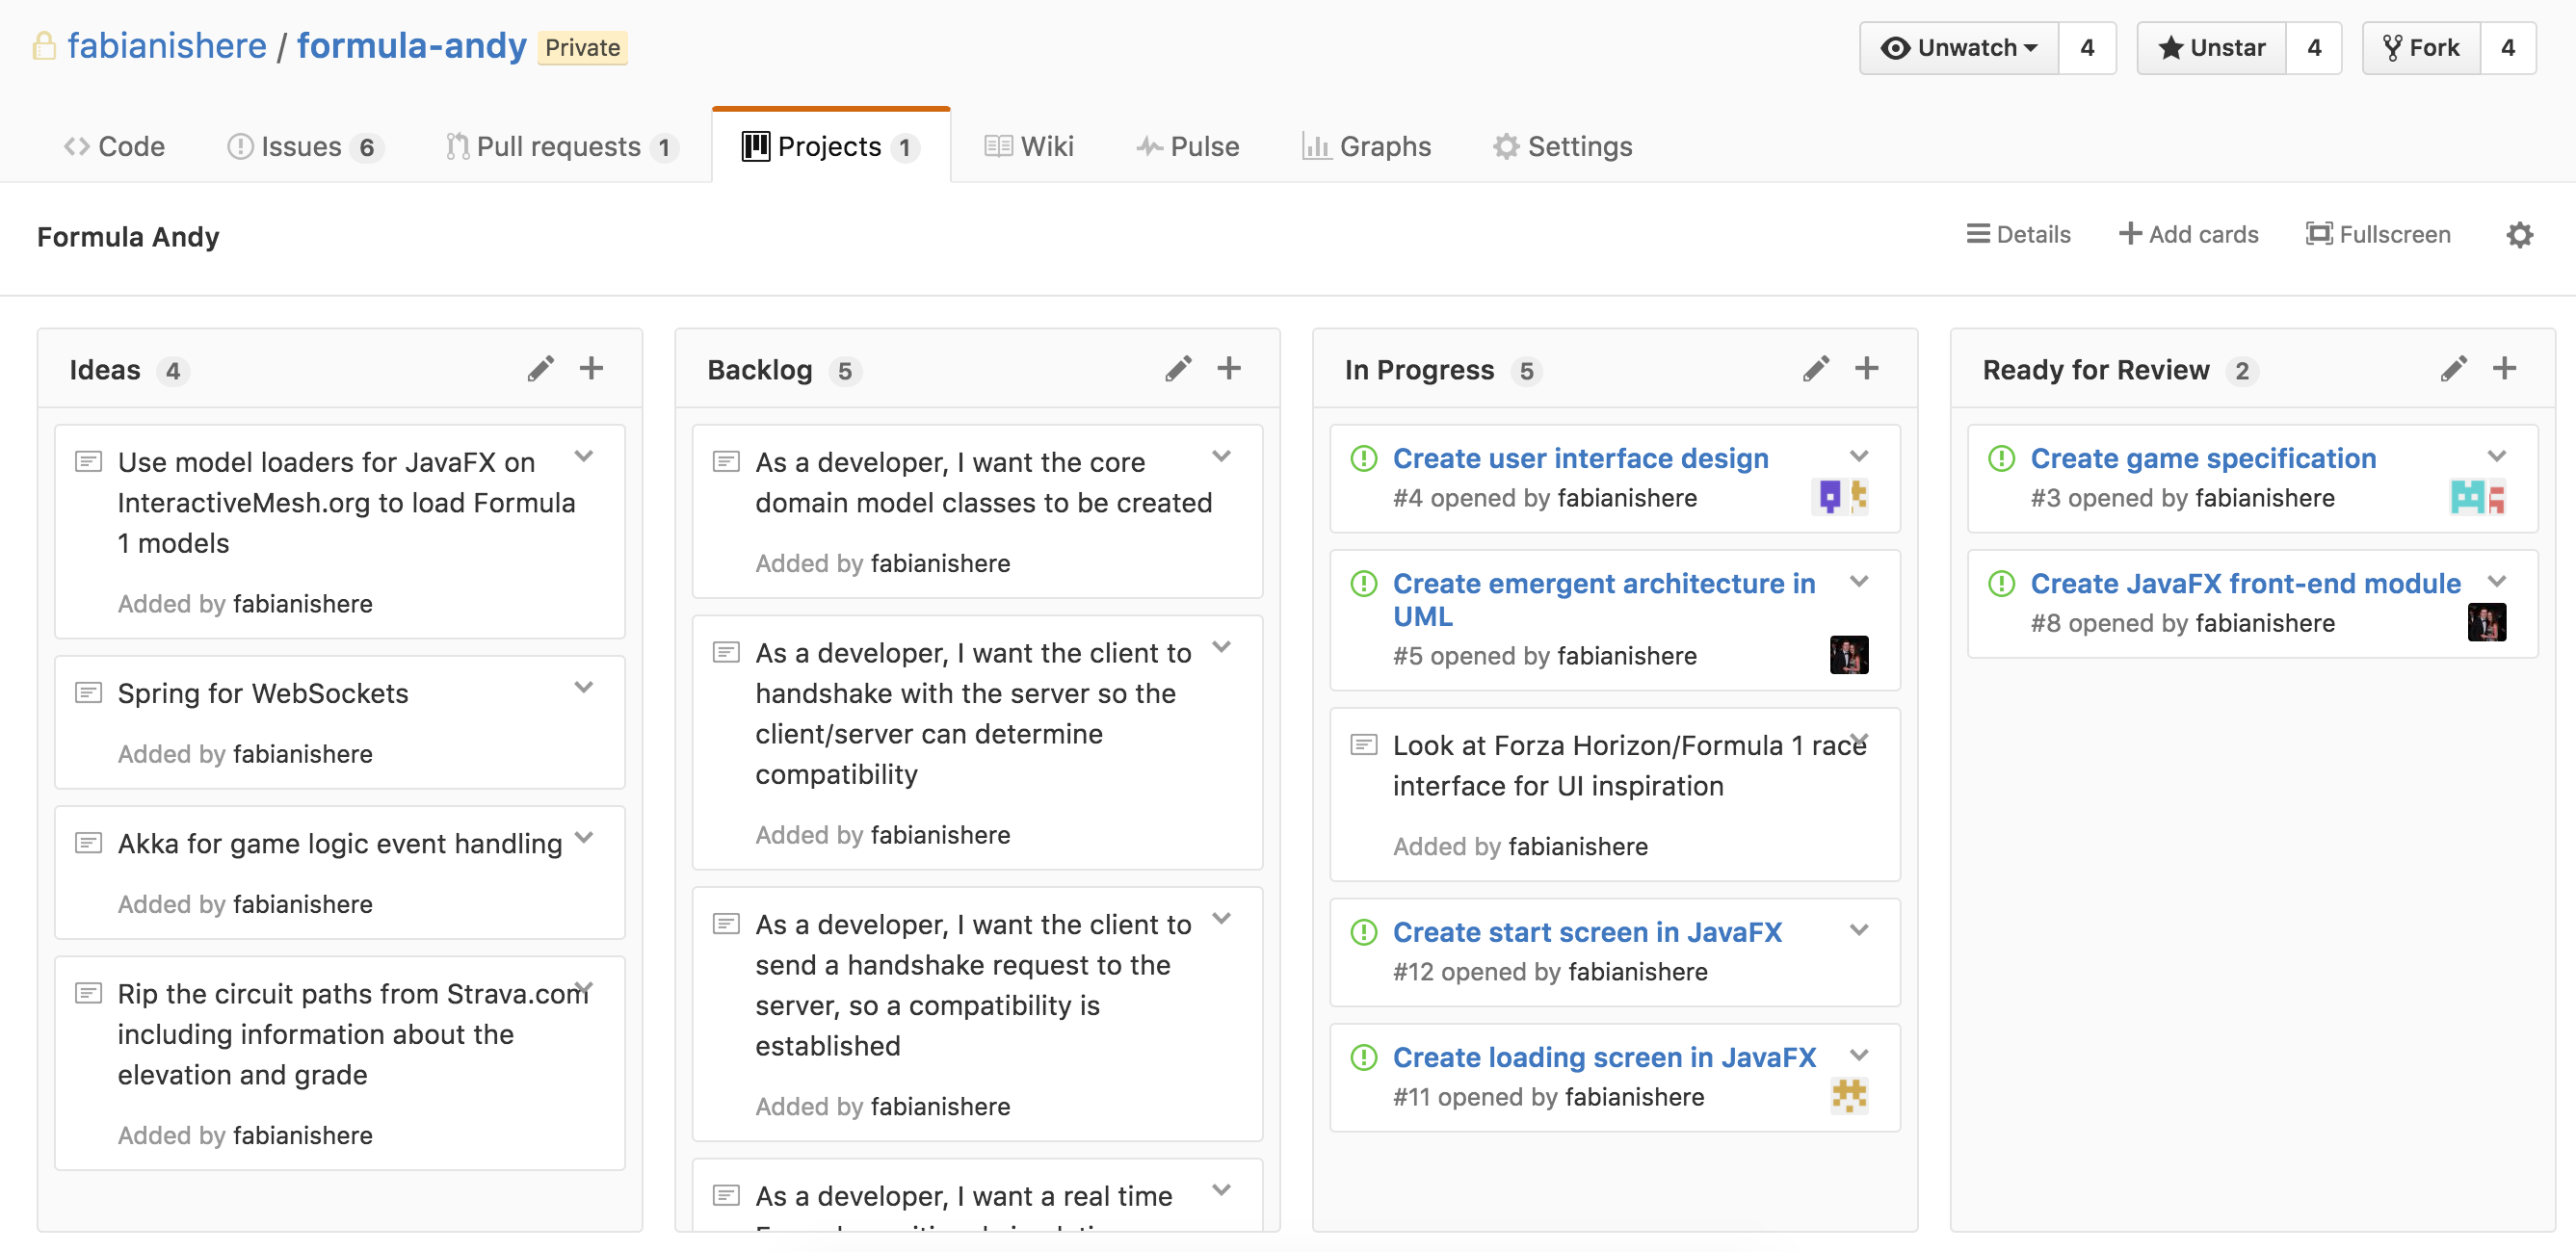 fabianishere / formula-andy Private
Unwatch 4 Unstar 4 Fork 4
Code Issues 6 Pull requests 1 Projects 1 Wiki Pulse Graphs Settings
Formula Andy
Details Add cards Fullscreen
Ideas 4
Use model loaders for JavaFX on
InteractiveMesh.org to load Formula
1 models
Added by fabianishere
Spring for WebSockets
Added by fabianishere
Akka for game logic event handling
Added by fabianishere
Rip the circuit paths from Strava.com
including information about the
elevation and grade
Added by fabianishere
Backlog 5
As a developer, I want the core
domain model classes to be created
Added by fabianishere
As a developer, I want the client to
handshake with the server so the
client/server can determine
compatibility
Added by fabianishere
As a developer, I want the client to
send a handshake request to the
server, so a compatibility is
established
Added by fabianishere
As a developer, I want a real time
In Progress 5
Create user interface design
#4 opened by fabianishere
Create emergent architecture in
UML
#5 opened by fabianishere
Look at Forza Horizon/Formula 1 race
interface for UI inspiration
Added by fabianishere
Create start screen in JavaFX
#12 opened by fabianishere
Create loading screen in JavaFX
#11 opened by fabianishere
Ready for Review 2
Create game specification
#3 opened by fabianishere
Create JavaFX front-end module
#8 opened by fabianishere